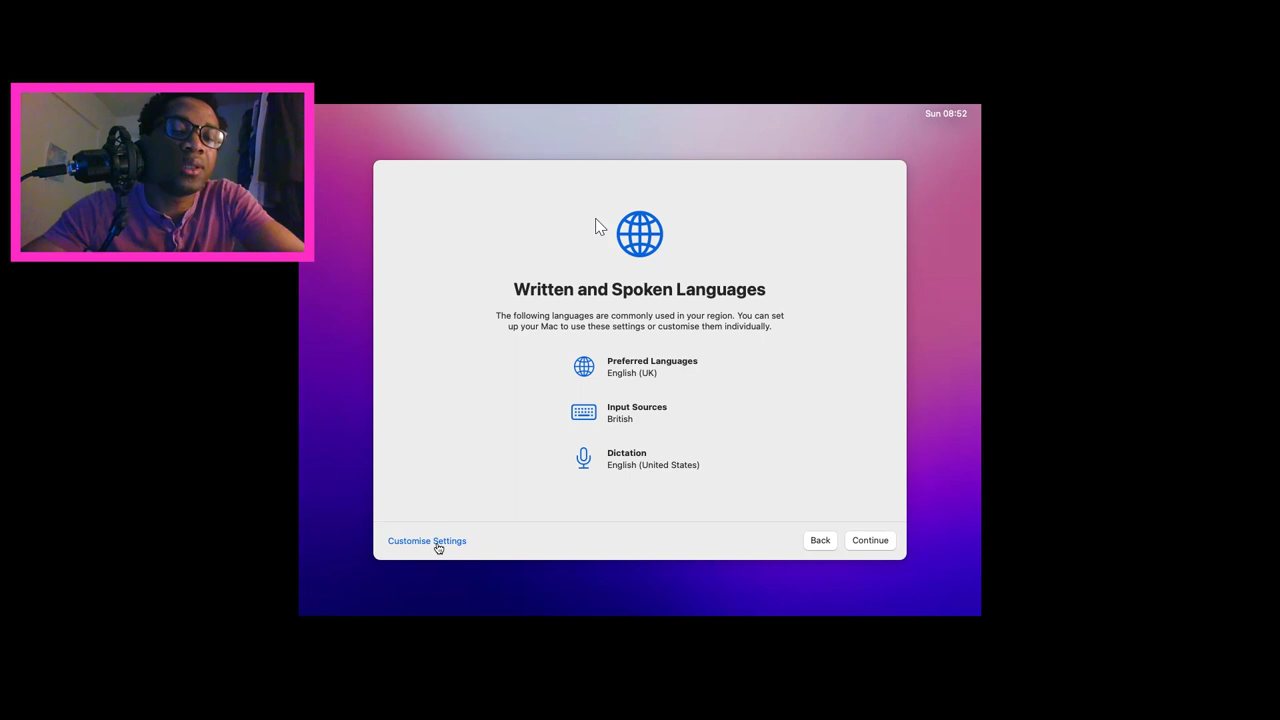 Sun 08:52
Written and Spoken Languages
The following languages are commonly used in your region. You can set
up your Mac to use these settings or customise them individually.
Preferred Languages
English (UK)
Input Sources
British
Dictation
English (United States)
Customise Settings
Back
Continue